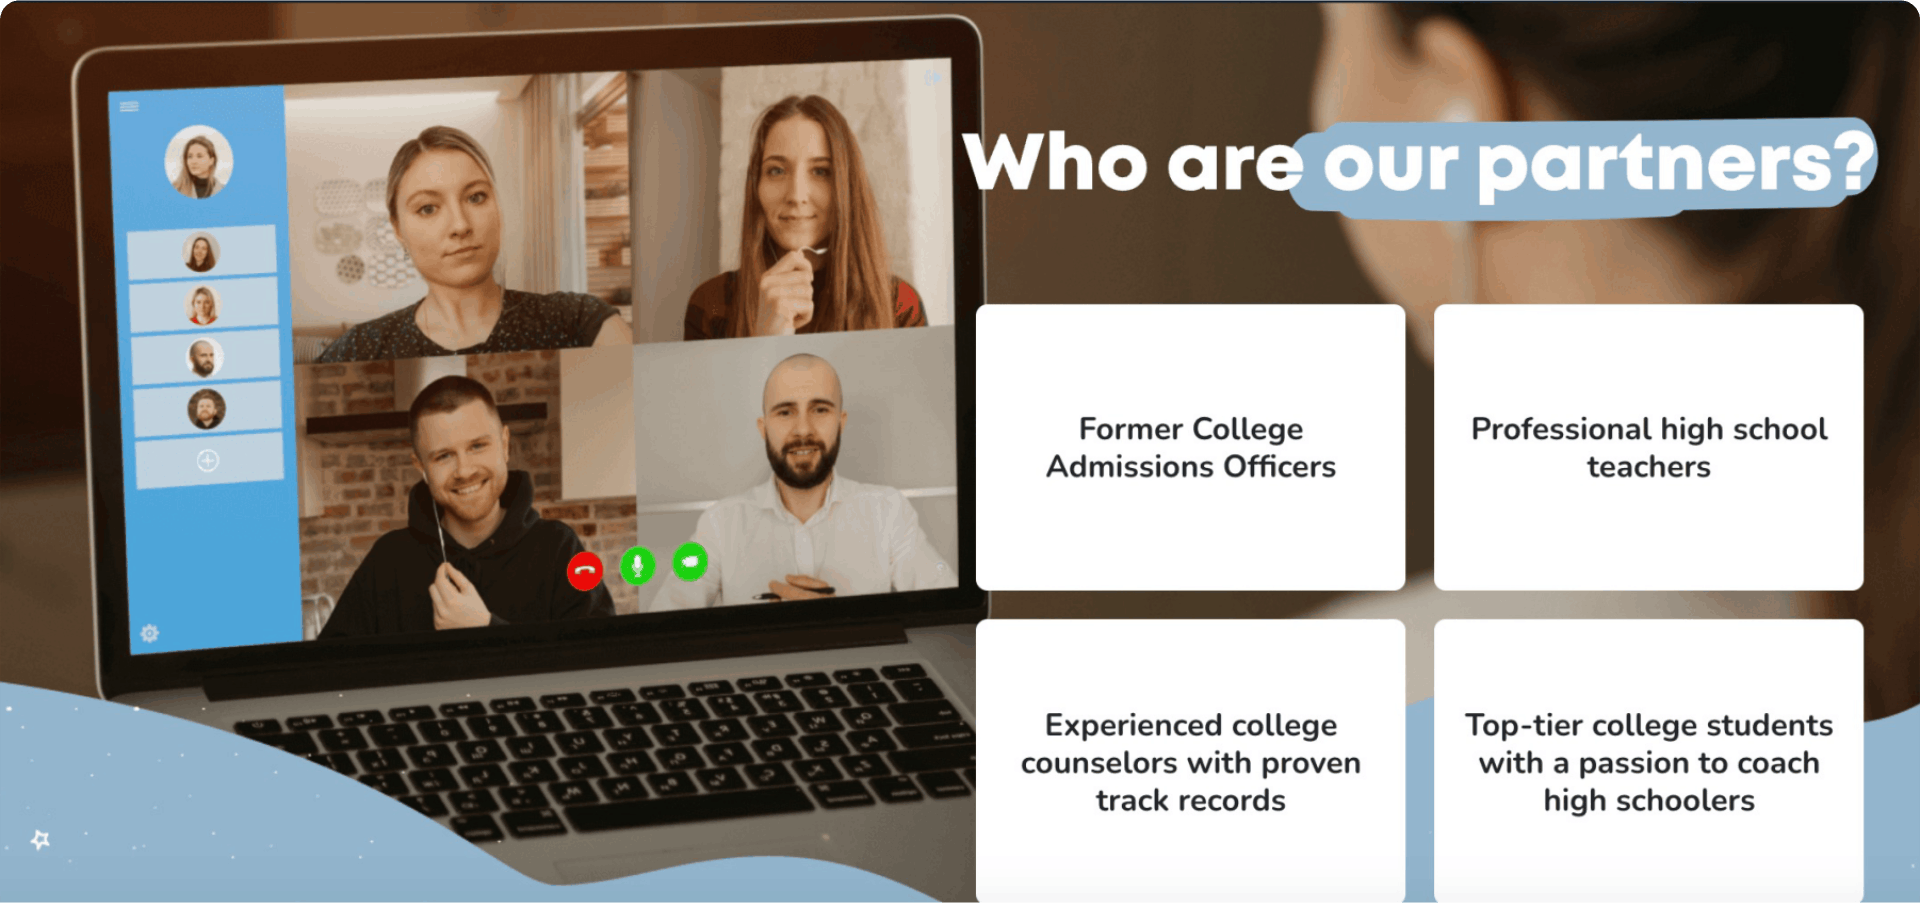 Who are our partners?
Former College
Admissions Officers
Professional high school
teachers
Experienced college
counselors with proven
track records
Top-tier college students
with a passion to coach
high schoolers